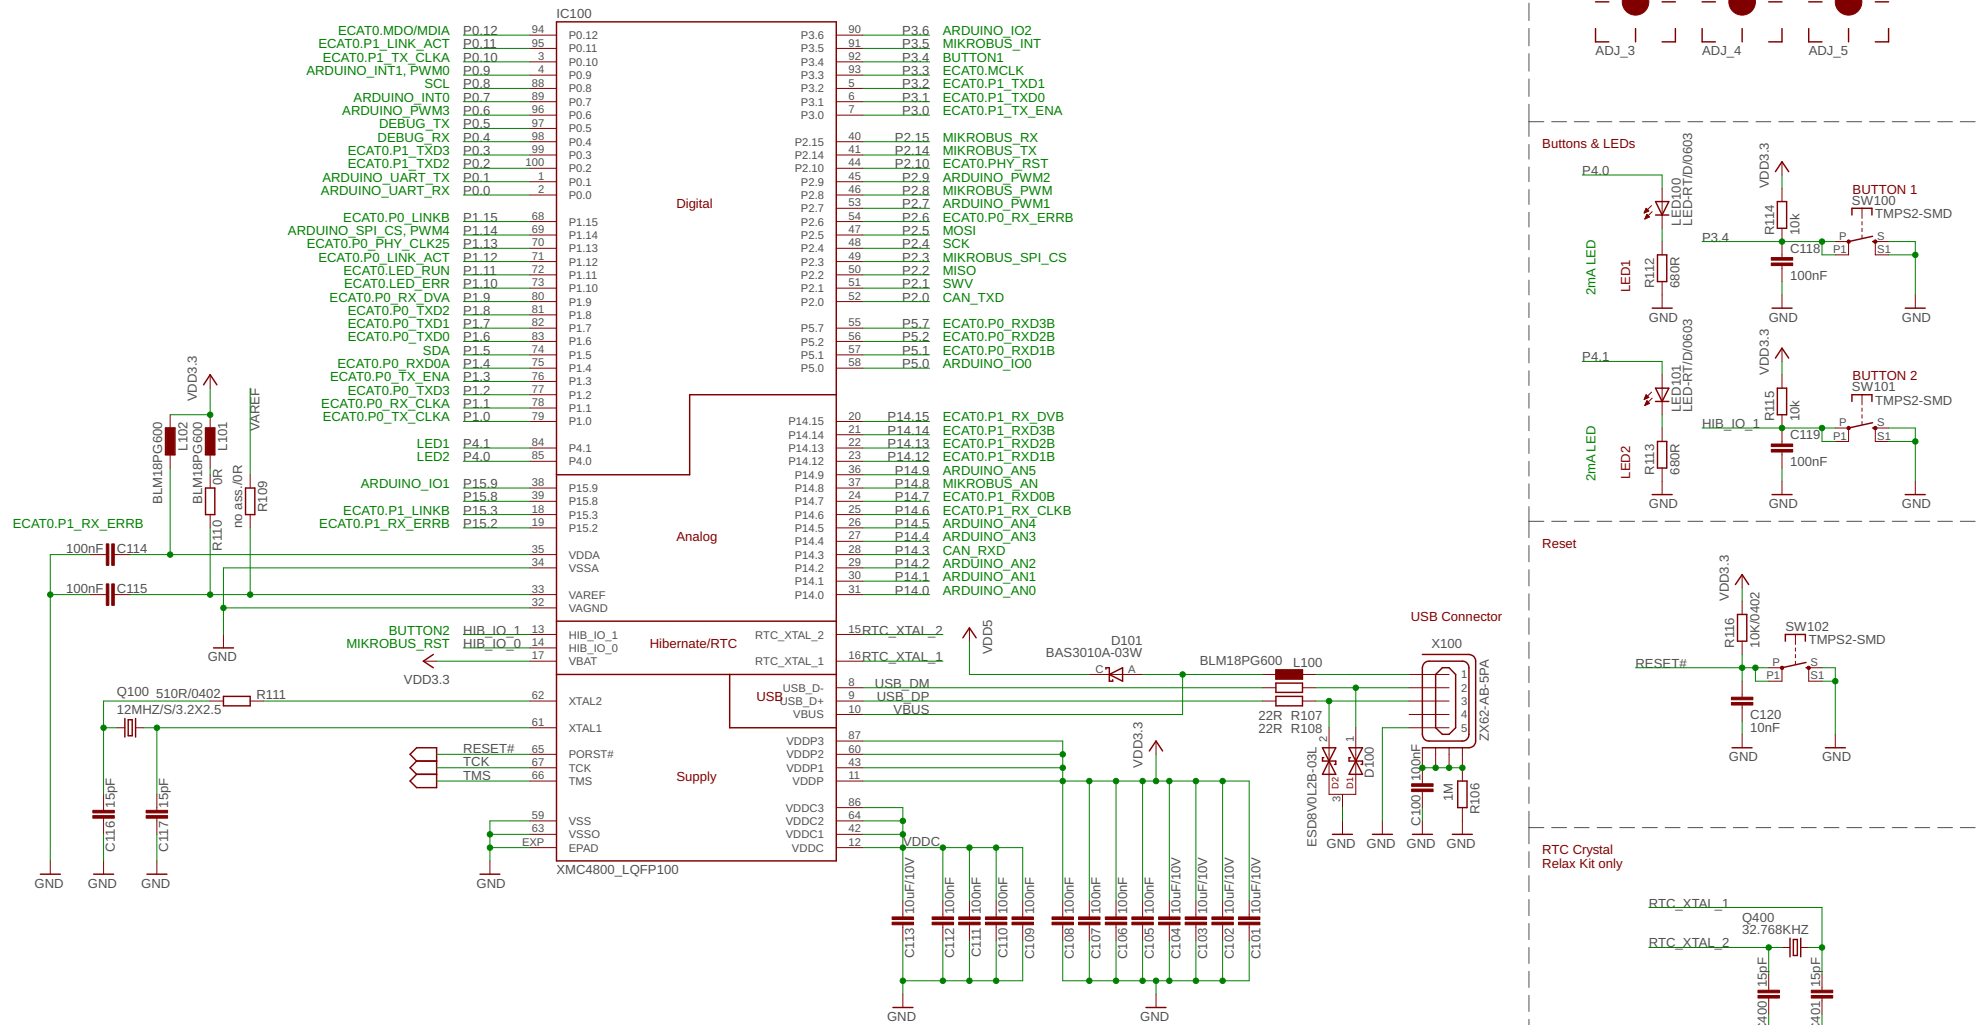 IC100
ECAT0.MDO/MDIA P0.12 94 P0.12
ECAT0.P1_LINK_ACT P0.11 95 P0.11
ECAT0.P1_TX_CLKA P0.10 3 P0.10
ARDUINO_INT1, PWM0 P0.9 4 P0.9
SCL P0.8 88 P0.8
ARDUINO_INT0 P0.7 89 P0.7
ARDUINO_PWM3 P0.6 96 P0.6
DEBUG_TX P0.5 97 P0.5
DEBUG_RX P0.4 98 P0.4
ECAT0.P1_TXD3 P0.3 99 P0.3
ECAT0.P1_TXD2 P0.2 100 P0.2
ARDUINO_UART_TX P0.1 1 P0.1
ARDUINO_UART_RX P0.0 2 P0.0
ECAT0.P0_LINKB P1.15 68 P1.15
ARDUINO_SPI_CS, PWM4 P1.14 69 P1.14
ECAT0.P0_PHY_CLK25 P1.13 70 P1.13
ECAT0.P0_LINK_ACT P1.12 71 P1.12
ECAT0.LED_RUN P1.11 72 P1.11
ECAT0.LED_ERR P1.10 73 P1.10
ECAT0.P0_RX_DVA P1.9 80 P1.9
ECAT0.P0_TXD2 P1.8 81 P1.8
ECAT0.P0_TXD1 P1.7 82 P1.7
ECAT0.P0_TXD0 P1.6 83 P1.6
SDA P1.5 74 P1.5
ECAT0.P0_RXD0A P1.4 75 P1.4
ECAT0.P0_TX_ENA P1.3 76 P1.3
ECAT0.P0_TXD3 P1.2 77 P1.2
ECAT0.P0_RX_CLKA P1.1 78 P1.1
ECAT0.P0_TX_CLKA P1.0 79 P1.0
LED1 P4.1 84 P4.1
LED2 P4.0 85 P4.0
ARDUINO_IO1 P15.9 38 P15.9
P15.8 39 P15.8
ECAT0.P1_LINKB P15.3 18 P15.3
ECAT0.P1_RX_ERRB P15.2 19 P15.2
35 VDDA
34 VSSA
33 VAREF
32 VAGND
BUTTON2 HIB_IO_1 13 HIB_IO_1
MIKROBUS_RST HIB_IO_0 14 HIB_IO_0
17 VBAT
VDD3.3
62 XTAL2
61 XTAL1
RESET# 65 PORST#
TCK 67 TCK
TMS 66 TMS
59 VSS
63 VSSO
EXP EPAD
XMC4800_LQFP100
Digital
Analog
Hibernate/RTC
USB
Supply
P3.6 90 P3.6 ARDUINO_IO2
P3.5 91 P3.5 MIKROBUS_INT
P3.4 92 P3.4 BUTTON1
P3.3 93 P3.3 ECAT0.MCLK
P3.2 5 P3.2 ECAT0.P1_TXD1
P3.1 6 P3.1 ECAT0.P1_TXD0
P3.0 7 P3.0 ECAT0.P1_TX_ENA
P2.15 40 P2.15 MIKROBUS_RX
P2.14 41 P2.14 MIKROBUS_TX
P2.10 44 P2.10 ECAT0.PHY_RST
P2.9 45 P2.9 ARDUINO_PWM2
P2.8 46 P2.8 MIKROBUS_PWM
P2.7 53 P2.7 ARDUINO_PWM1
P2.6 54 P2.6 ECAT0.P0_RX_ERRB
P2.5 47 P2.5 MOSI
P2.4 48 P2.4 SCK
P2.3 49 P2.3 MIKROBUS_SPI_CS
P2.2 50 P2.2 MISO
P2.1 51 P2.1 SWV
P2.0 52 P2.0 CAN_TXD
P5.7 55 P5.7 ECAT0.P0_RXD3B
P5.2 56 P5.2 ECAT0.P0_RXD2B
P5.1 57 P5.1 ECAT0.P0_RXD1B
P5.0 58 P5.0 ARDUINO_IO0
P14.15 20 P14.15 ECAT0.P1_RX_DVB
P14.14 21 P14.14 ECAT0.P1_RXD3B
P14.13 22 P14.13 ECAT0.P1_RXD2B
P14.12 23 P14.12 ECAT0.P1_RXD1B
P14.9 36 P14.9 ARDUINO_AN5
P14.8 37 P14.8 MIKROBUS_AN
P14.7 24 P14.7 ECAT0.P1_RXD0B
P14.6 25 P14.6 ECAT0.P1_RX_CLKB
P14.5 26 P14.5 ARDUINO_AN4
P14.4 27 P14.4 ARDUINO_AN3
P14.3 28 P14.3 CAN_RXD
P14.2 29 P14.2 ARDUINO_AN2
P14.1 30 P14.1 ARDUINO_AN1
P14.0 31 P14.0 ARDUINO_AN0
RTC_XTAL_2 15 RTC_XTAL_2
RTC_XTAL_1 16 RTC_XTAL_1
USB_D- 8 USB_DM
USB_D+ 9 USB_DP
VBUS 10 VBUS
VDDP3 87
VDDP2 60
VDDP1 43
VDDP 11
VDDC3 86
VDDC2 64
VDDC1 42
VDDC 12 VDDC
VDD3.3
VAREF
BLM18PG600 L102
BLM18PG600 L101
0R R110
no ass./0R R109
ECAT0.P1_RX_ERRB
100nF C114
100nF C115
GND
Q100 510R/0402 R111
12MHZ/S/3.2X2.5
C116 15pF
C117 15pF
GND GND GND
GND
C113 10uF/10V
C112 100nF
C111 100nF
C110 100nF
C109 100nF
GND
C108 100nF
C107 100nF
C106 100nF
C105 100nF
C104 10uF/10V
C103 10uF/10V
C102 10uF/10V
C101 10uF/10V
GND
VDD3.3
VDD5
D101
BAS3010A-03W
C A
BLM18PG600 L100
22R R107
22R R108
USB Connector
X100
1
2
3
4
5
ZX62-AB-5PA
ESD8V0L2B-03L
2 1
D2 D1
3
D100
C100 100nF
1M R106
GND GND GND GND
ADJ_3 ADJ_4 ADJ_5
Buttons & LEDs
P4.0
LED100
LED-RT/D/0603
2mA LED
LED1
R112
680R
GND
VDD3.3
R114
10k
P3.4
C118
100nF
GND
BUTTON 1
SW100
TMPS2-SMD
P S
P1 S1
GND
P4.1
LED101
LED-RT/D/0603
2mA LED
LED2
R113
680R
GND
VDD3.3
R115
10k
HIB_IO_1
C119
100nF
GND
BUTTON 2
SW101
TMPS2-SMD
P S
P1 S1
GND
Reset
VDD3.3
R116
10K/0402
RESET#
SW102
TMPS2-SMD
P S
P1 S1
C120
10nF
GND GND
RTC Crystal
Relax Kit only
RTC_XTAL_1
Q400
32.768KHZ
RTC_XTAL_2
15pF 15pF